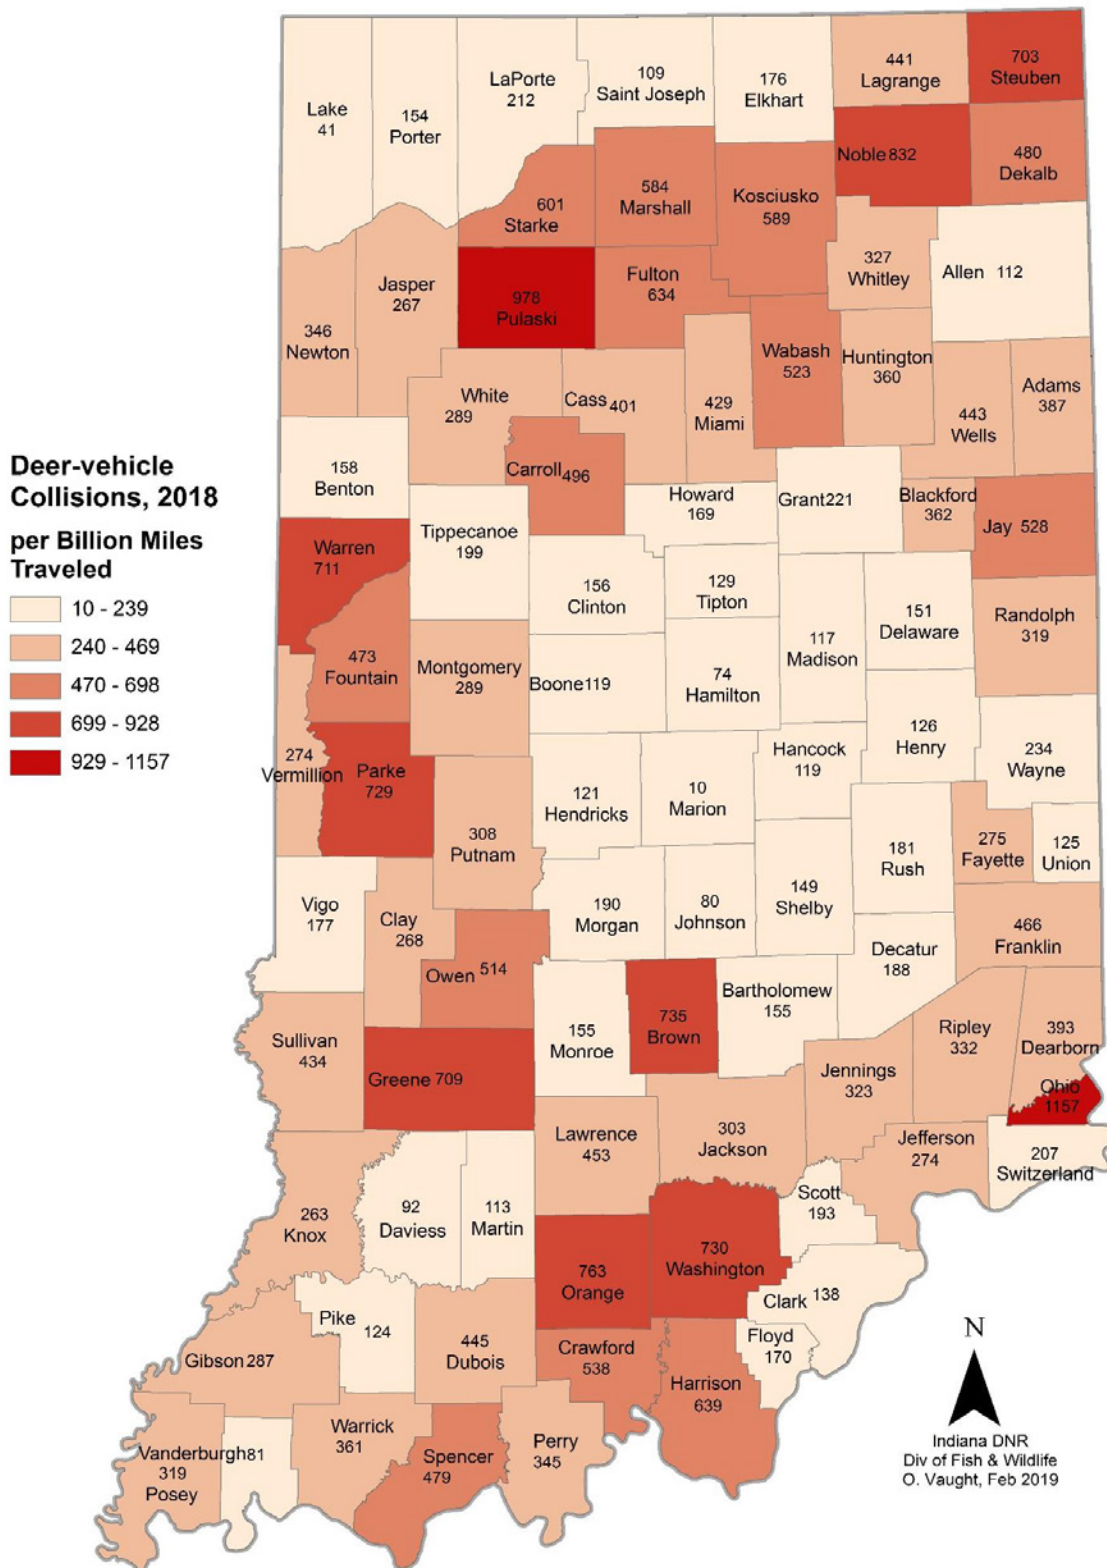 109
Saint Joseph
176
Elkhart
441
Lagrange
703
Steuben
LaPorte
212
Lake
41
154
Porter
Noble 832
480
Dekalb
601
Starke
584
Marshall
Kosciusko
589
327
Whitley
Allen 112
Jasper
267
978
Pulaski
Fulton
634
346
Newton
Wabash
523
Huntington
360
Adams
387
White
289
Cass 401
429
Miami
443
Wells
Deer-vehicle
Collisions, 2018
per Billion Miles
Traveled
10 - 239
240 - 469
470 - 698
699 - 928
929 - 1157
158
Benton
Carroll 496
Howard
169
Grant 221
Blackford
362
Jay 528
Warren
711
Tippecanoe
199
156
Clinton
129
Tipton
151
Delaware
Randolph
319
473
Fountain
Montgomery
289
Boone 119
74
Hamilton
117
Madison
126
Henry
234
Wayne
274
Vermillion
Parke
729
121
Hendricks
10
Marion
Hancock
119
308
Putnam
181
Rush
275
Fayette
125
Union
Vigo
177
Clay
268
190
Morgan
80
Johnson
149
Shelby
466
Franklin
Owen 514
Decatur
188
Sullivan
434
155
Monroe
735
Brown
Bartholomew
155
Ripley
332
393
Dearborn
Greene 709
Jennings
323
Ohio
1157
Lawrence
453
303
Jackson
Jefferson
274
207
Switzerland
263
Knox
92
Daviess
113
Martin
Scott
193
763
Orange
730
Washington
Pike
124
Clark 138
Gibson 287
445
Dubois
Crawford
538
Floyd
170
Harrison
639
Vanderburgh 81
319
Posey
Warrick
361
Spencer
479
Perry
345
N
Indiana DNR
Div of Fish & Wildlife
O. Vaught, Feb 2019